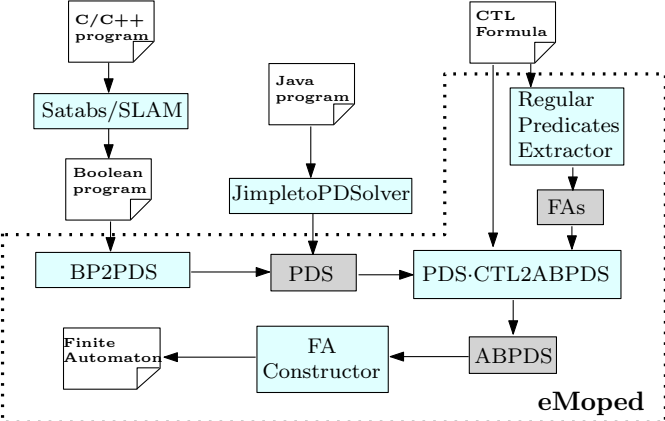 C/C++
program
CTL
Formula
Java
program
Satabs/SLAM
Regular
Predicates
Extractor
Boolean
program
JimpletoPDSolver
FAs
BP2PDS
PDS
PDS·CTL2ABPDS
Finite
Automaton
FA
Constructor
ABPDS
eMoped